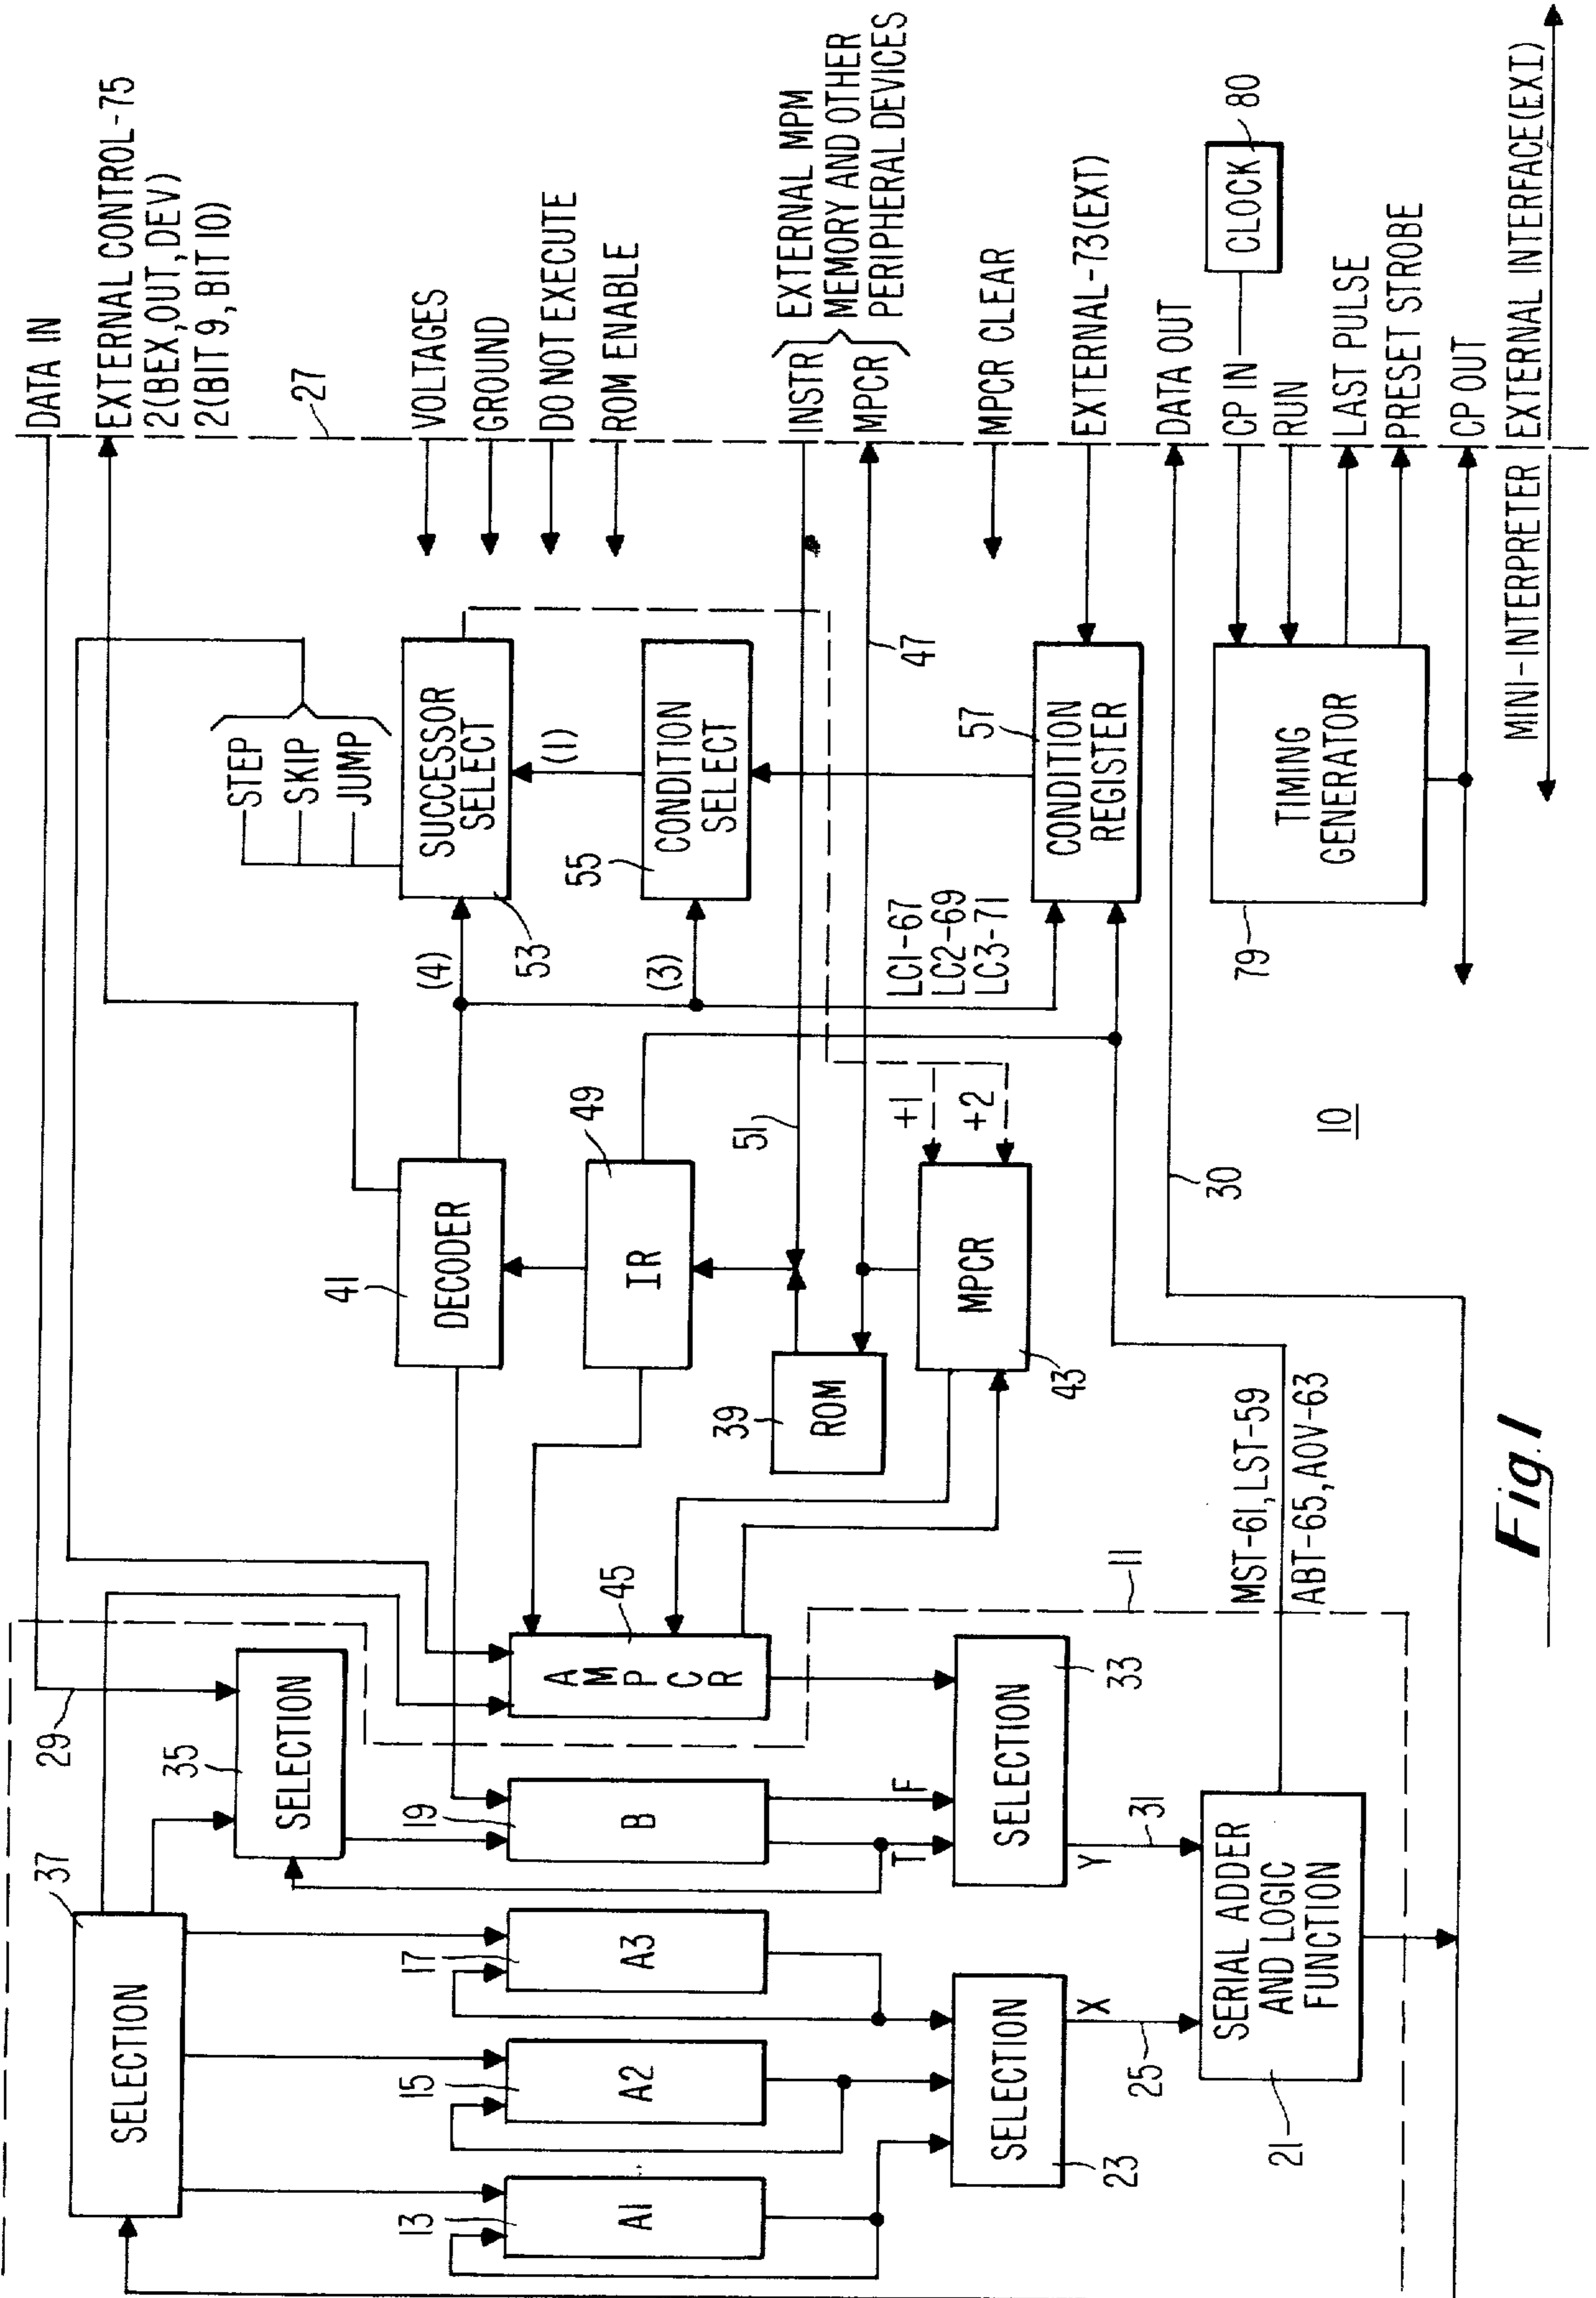 DATA IN
EXTERNAL CONTROL-75
2(BEX,OUT,DEV)
2(BIT 9, BIT 10)
27
VOLTAGES
GROUND
DO NOT EXECUTE
ROM ENABLE
INSTR
MPCR
EXTERNAL MPM
MEMORY AND OTHER
PERIPHERAL DEVICES
MPCR CLEAR
EXTERNAL-73(EXT)
DATA OUT
CP IN
CLOCK
80
RUN
LAST PULSE
PRESET STROBE
CP OUT
MINI-INTERPRETER
EXTERNAL INTERFACE(EXI)
STEP
SKIP
JUMP
SUCCESSOR
SELECT
53
(4)
(1)
CONDITION
SELECT
55
(3)
47
CONDITION
REGISTER
57
LC1-67
LC2-69
LC3-71
TIMING
GENERATOR
79
DECODER
41
IR
49
51
+1
+2
MPCR
43
ROM
39
30
10
29
37
SELECTION
35
SELECTION
A
M
P
C
R
45
11
13
A1
15
A2
17
A3
19
B
T
F
SELECTION
33
SELECTION
23
X
25
Y
31
SERIAL ADDER
AND LOGIC
FUNCTION
21
MST-61,LST-59
ABT-65,AOV-63
Fig.1